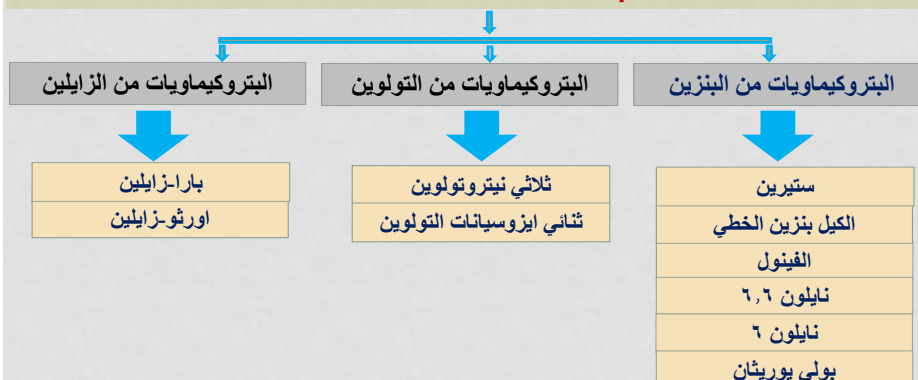 البتروكيماويات من البنزين
البتروكيماويات من التولوين
البتروكيماويات من الزايلين
ستيرين
الكيل بنزين الخطي
الفينول
نايلون ٦,٦
نايلون ٦
بولي يوريثان
ثلاثي نيتروتولوين
ثنائي ايزوسيانات التولوين
بارا-زايلين
اورثو-زايلين